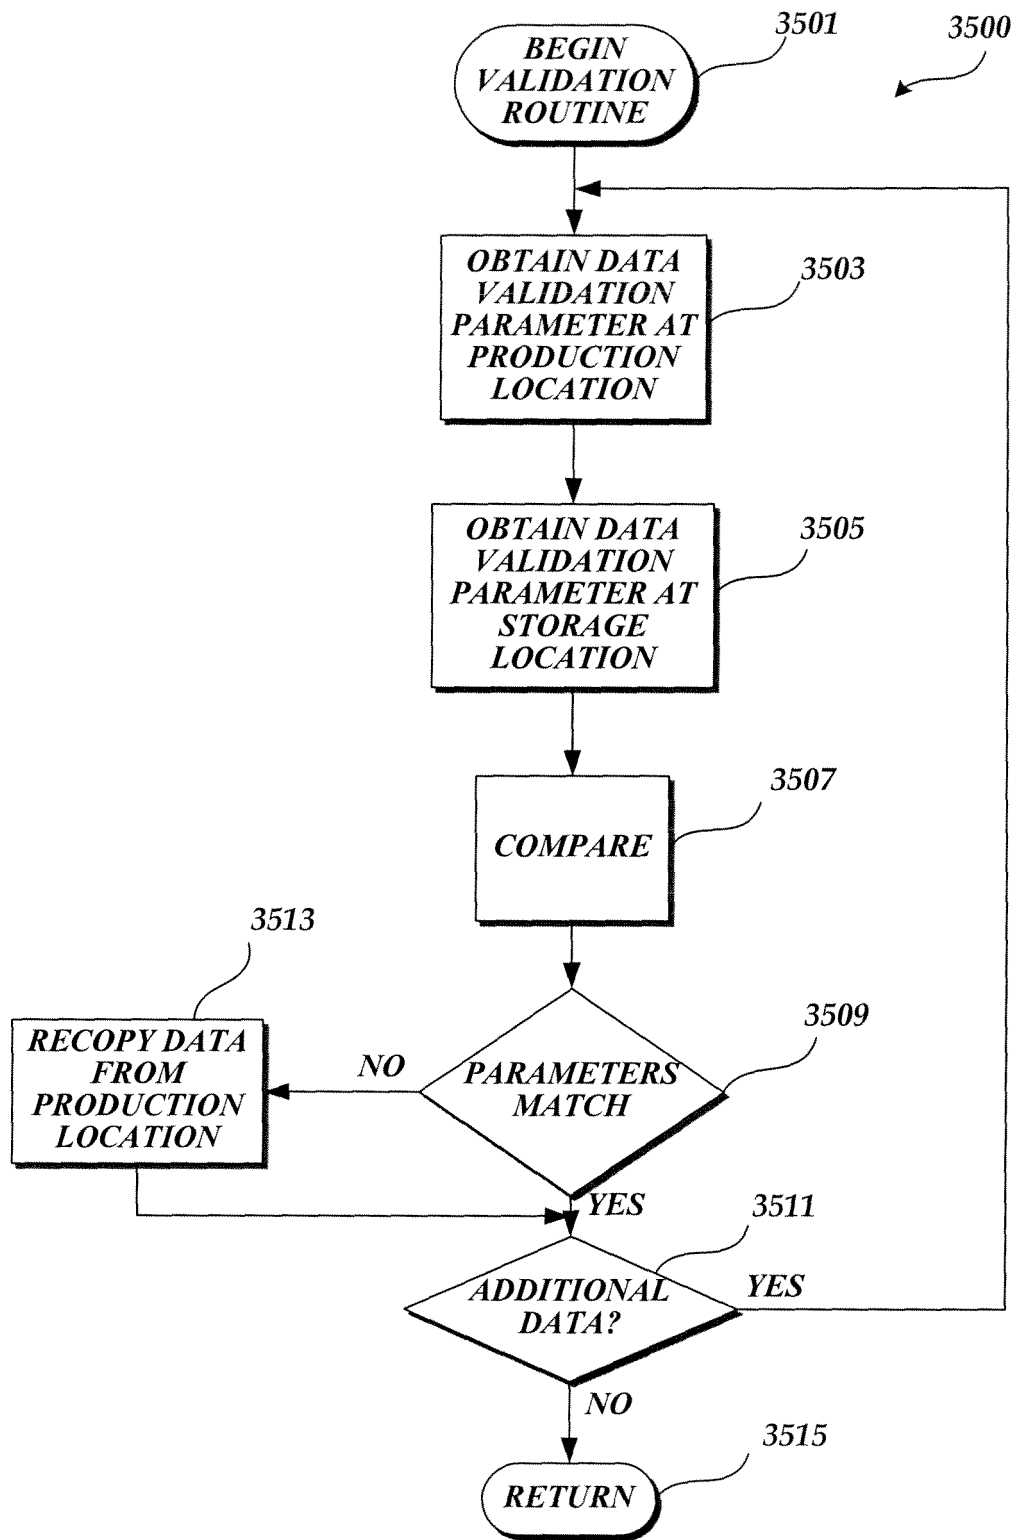 3501
3500
BEGIN
VALIDATION
ROUTINE
OBTAIN DATA
VALIDATION
PARAMETER AT
PRODUCTION
LOCATION
3503
OBTAIN DATA
VALIDATION
PARAMETER AT
STORAGE
LOCATION
3505
3507
COMPARE
3513
3509
RECOPY DATA
FROM
PRODUCTION
LOCATION
NO
PARAMETERS
MATCH
YES
3511
ADDITIONAL
DATA?
YES
NO
3515
RETURN